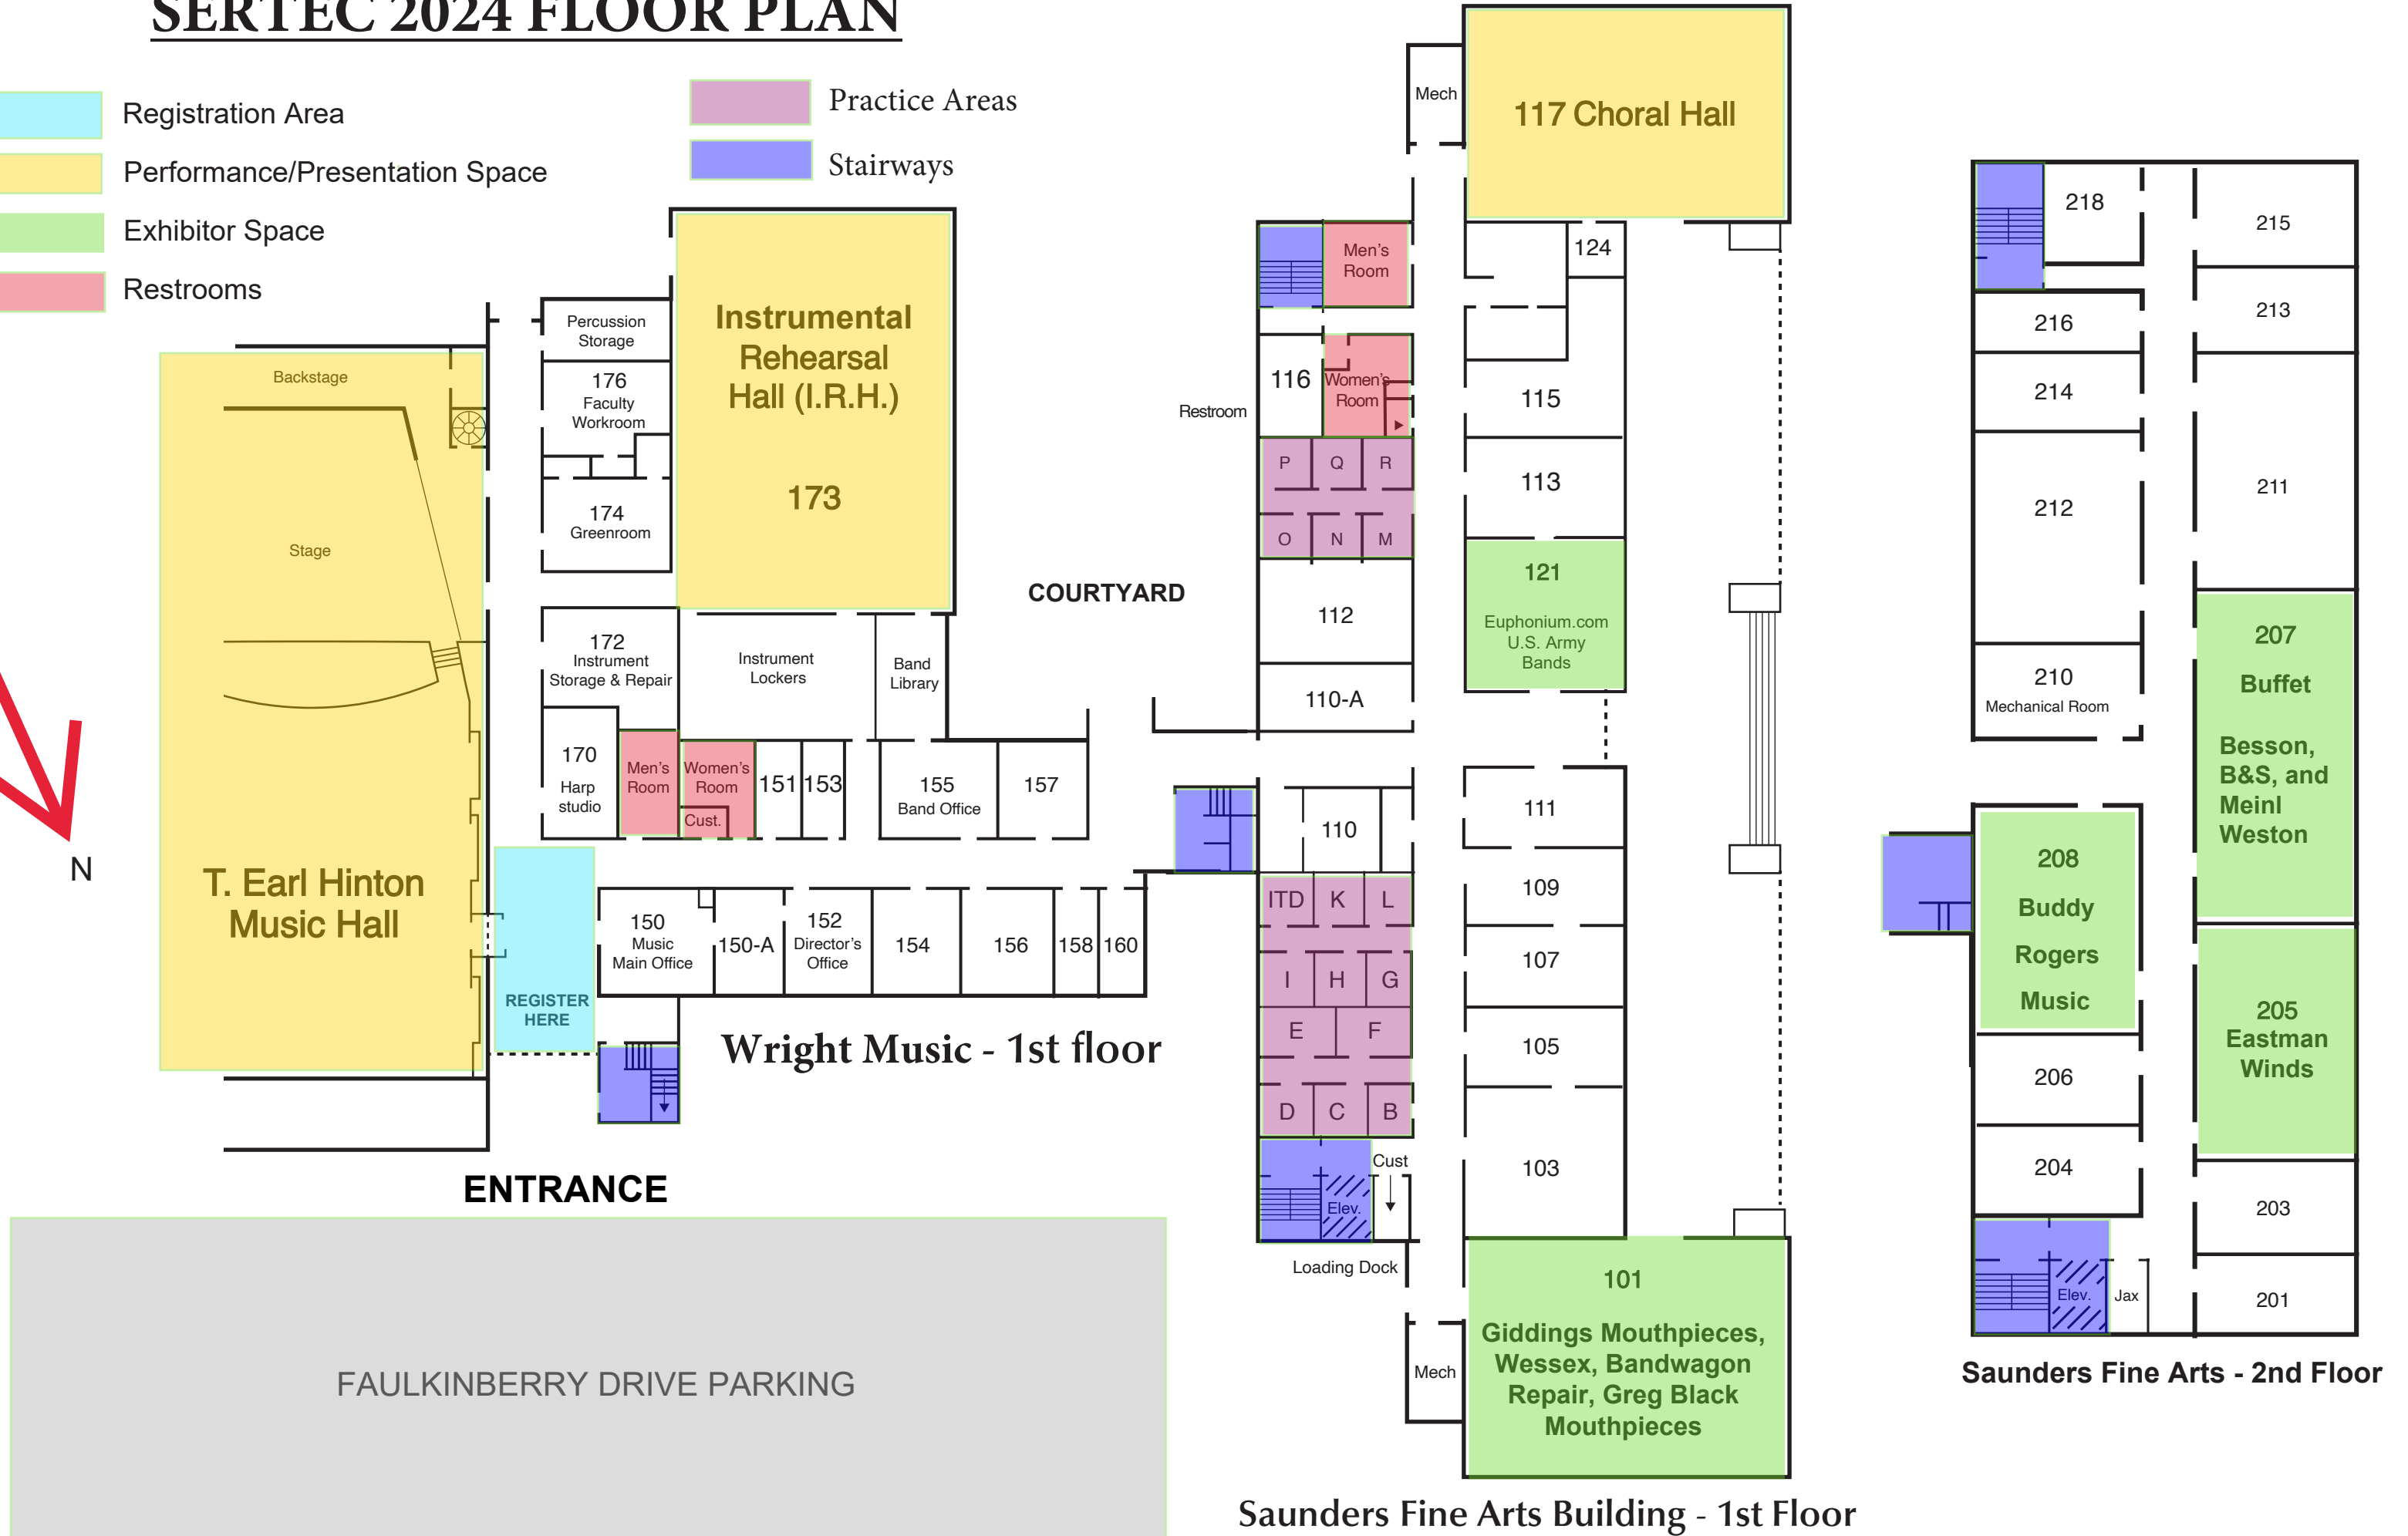 SERTEC 2024 FLOOR PLAN
Registration Area
Performance/Presentation Space
Exhibitor Space
Restrooms
Practice Areas
Stairways
Backstage
Stage
T. Earl Hinton
Music Hall
N
Percussion
Storage
176
Faculty
Workroom
174
Greenroom
Instrumental
Rehearsal
Hall (I.R.H.)
173
172
Instrument
Storage & Repair
Instrument
Lockers
Band
Library
170
Harp
studio
Men's
Room
Women's
Room
Cust.
151
153
155
Band Office
157
REGISTER
HERE
150
Music
Main Office
150-A
152
Director's
Office
154
156
158
160
Wright Music - 1st floor
ENTRANCE
FAULKINBERRY DRIVE PARKING
COURTYARD
Mech
117 Choral Hall
Men's
Room
124
116
Women's
Room
Restroom
115
P
Q
R
113
O
N
M
121
Euphonium.com
U.S. Army
Bands
112
110-A
110
111
109
ITD
K
L
107
I
H
G
E
F
105
D
C
B
103
Cust
Elev.
Loading Dock
101
Giddings Mouthpieces,
Wessex, Bandwagon
Repair, Greg Black
Mouthpieces
Mech
Saunders Fine Arts Building - 1st Floor
218
215
213
216
214
212
211
210
Mechanical Room
207
Buffet
Besson,
B&S, and
Meinl
Weston
208
Buddy
Rogers
Music
205
Eastman
Winds
206
204
203
201
Elev.
Jax
Saunders Fine Arts - 2nd Floor